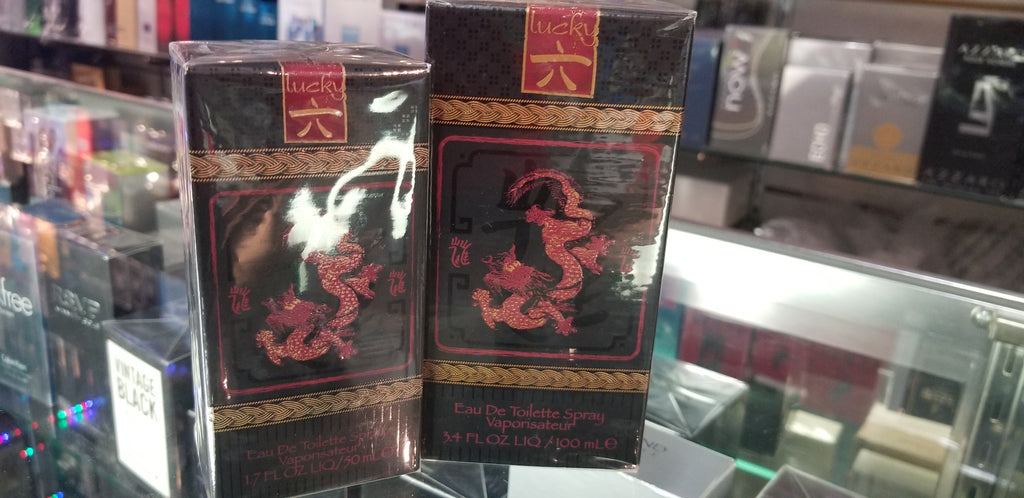 lucky
六
Eau De Toilette Spray
Vaporisateur
1.7 FL OZ LIQ / 50 mL e
lucky
六
Eau De Toilette Spray
Vaporisateur
3.4 FL OZ LIQ / 100 mL e
VINTAGE
BLACK
free
now